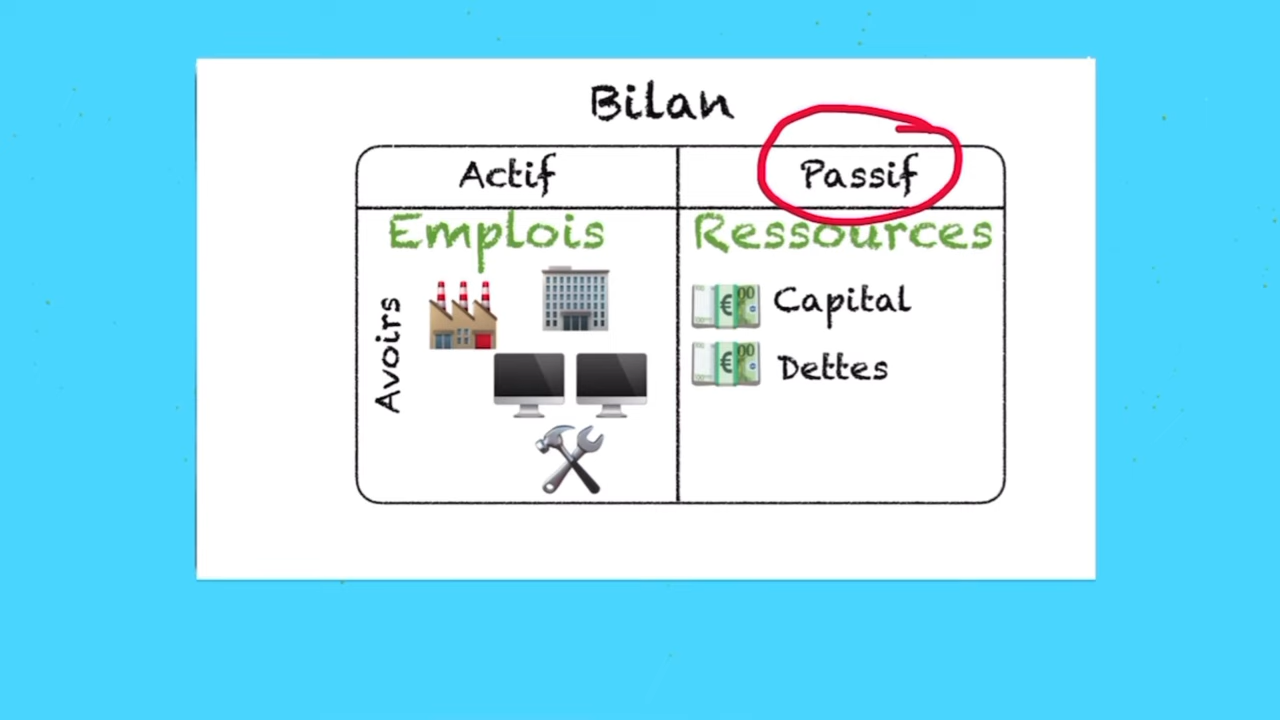 Bilan
Actif
Passif
Emplois
Ressources
Avoirs
Capital
Dettes